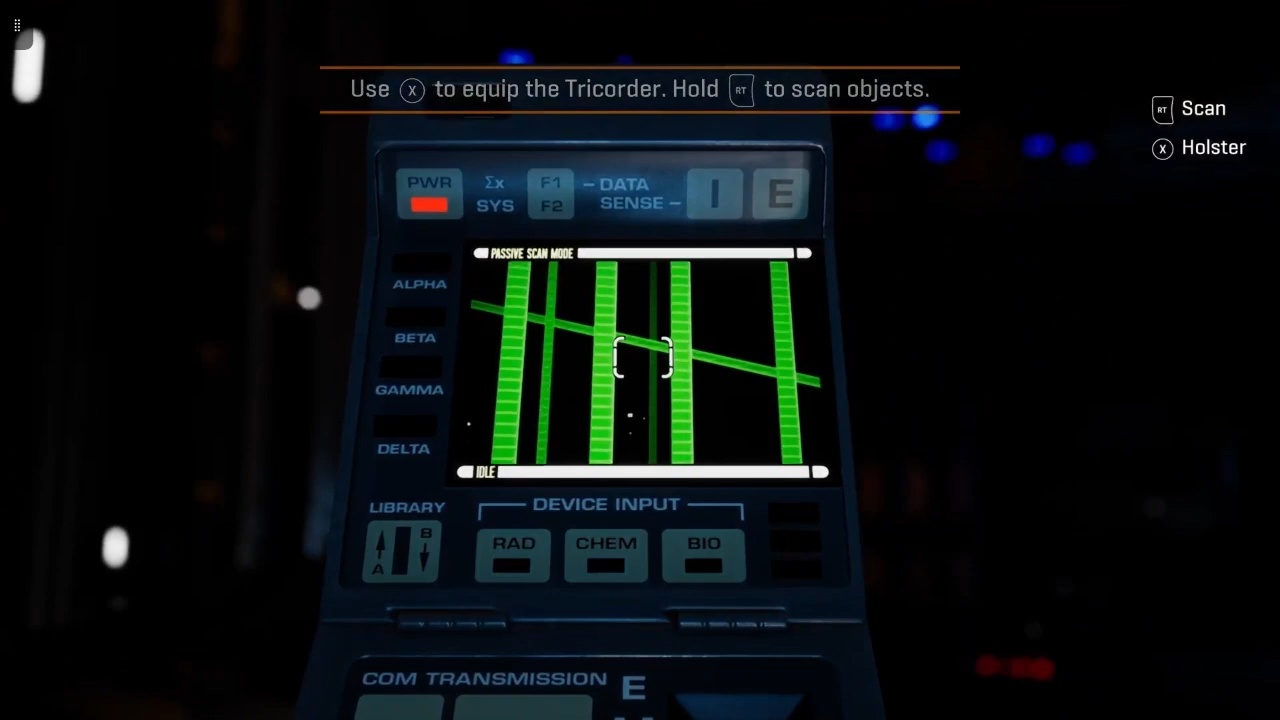 Use X to equip the Tricorder. Hold RT to scan objects.
RT Scan
X Holster
PWR
Σx
SYS
F1
F2
DATA
SENSE
I
E
PASSIVE SCAN MODE
ALPHA
BETA
GAMMA
DELTA
IDLE
LIBRARY
B
A
DEVICE INPUT
RAD
CHEM
BIO
COM TRANSMISSION
E